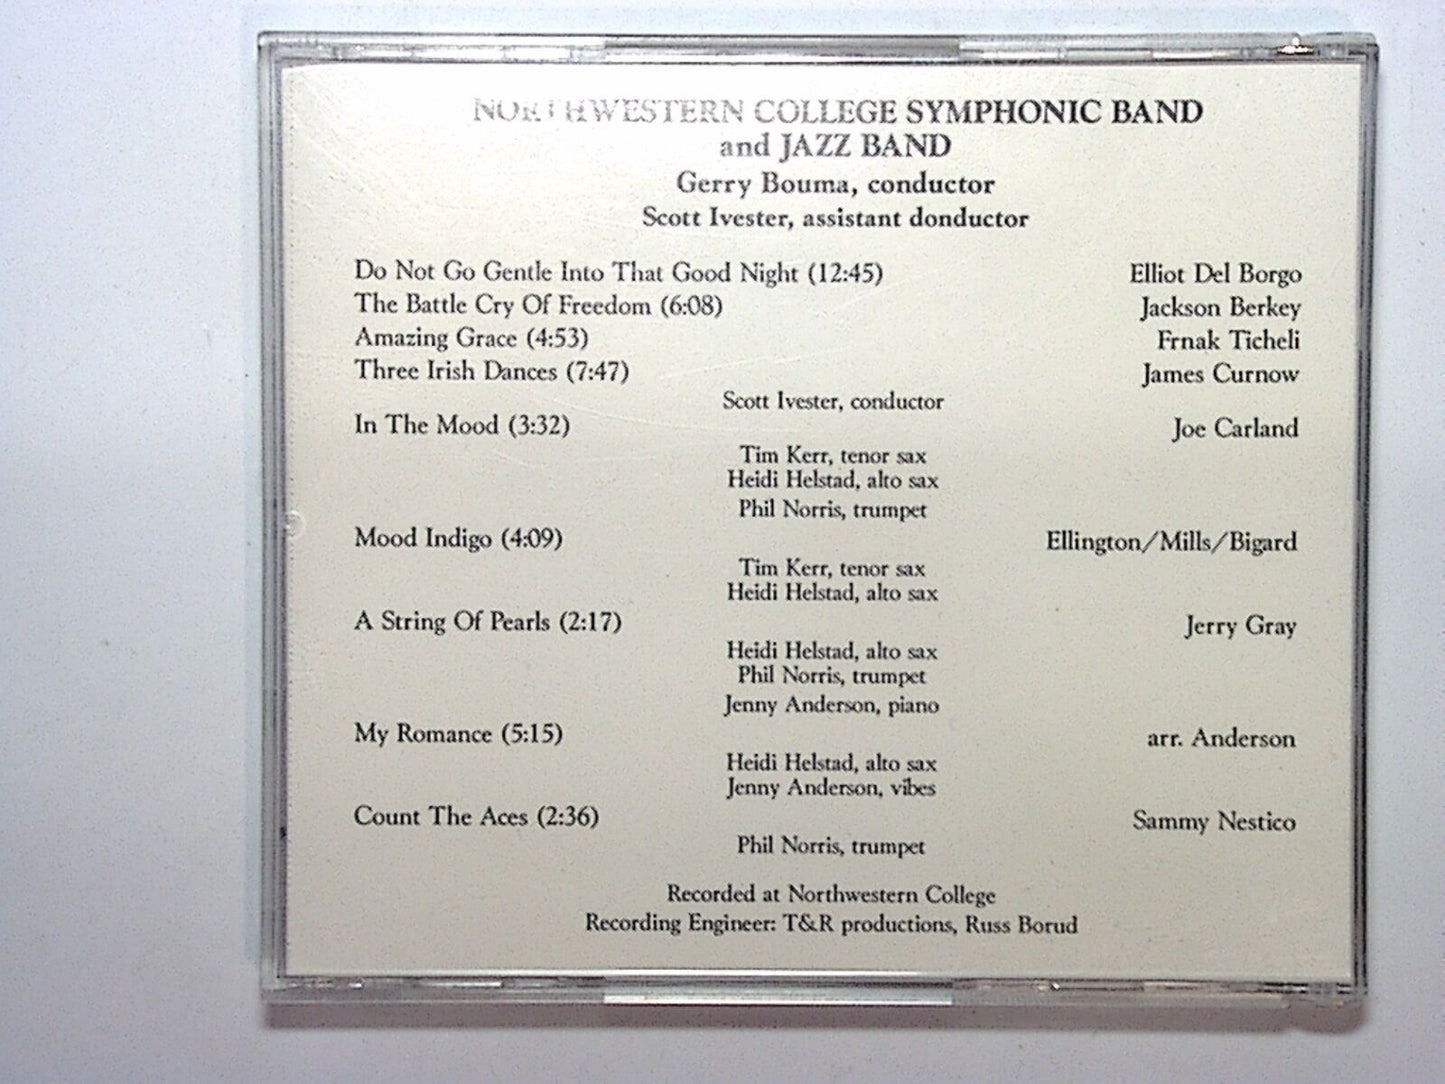 NORTHWESTERN COLLEGE SYMPHONIC BAND
and JAZZ BAND
Gerry Bouma, conductor
Scott Ivester, assistant donductor
Do Not Go Gentle Into That Good Night (12:45) Elliot Del Borgo
The Battle Cry Of Freedom (6:08) Jackson Berkey
Amazing Grace (4:53) Frnak Ticheli
Three Irish Dances (7:47) James Curnow
Scott Ivester, conductor
In The Mood (3:32) Joe Carland
Tim Kerr, tenor sax
Heidi Helstad, alto sax
Phil Norris, trumpet
Mood Indigo (4:09) Ellington/Mills/Bigard
Tim Kerr, tenor sax
Heidi Helstad, alto sax
A String Of Pearls (2:17) Jerry Gray
Heidi Helstad, alto sax
Phil Norris, trumpet
Jenny Anderson, piano
My Romance (5:15) arr. Anderson
Heidi Helstad, alto sax
Jenny Anderson, vibes
Count The Aces (2:36) Sammy Nestico
Phil Norris, trumpet
Recorded at Northwestern College
Recording Engineer: T&R productions, Russ Borud